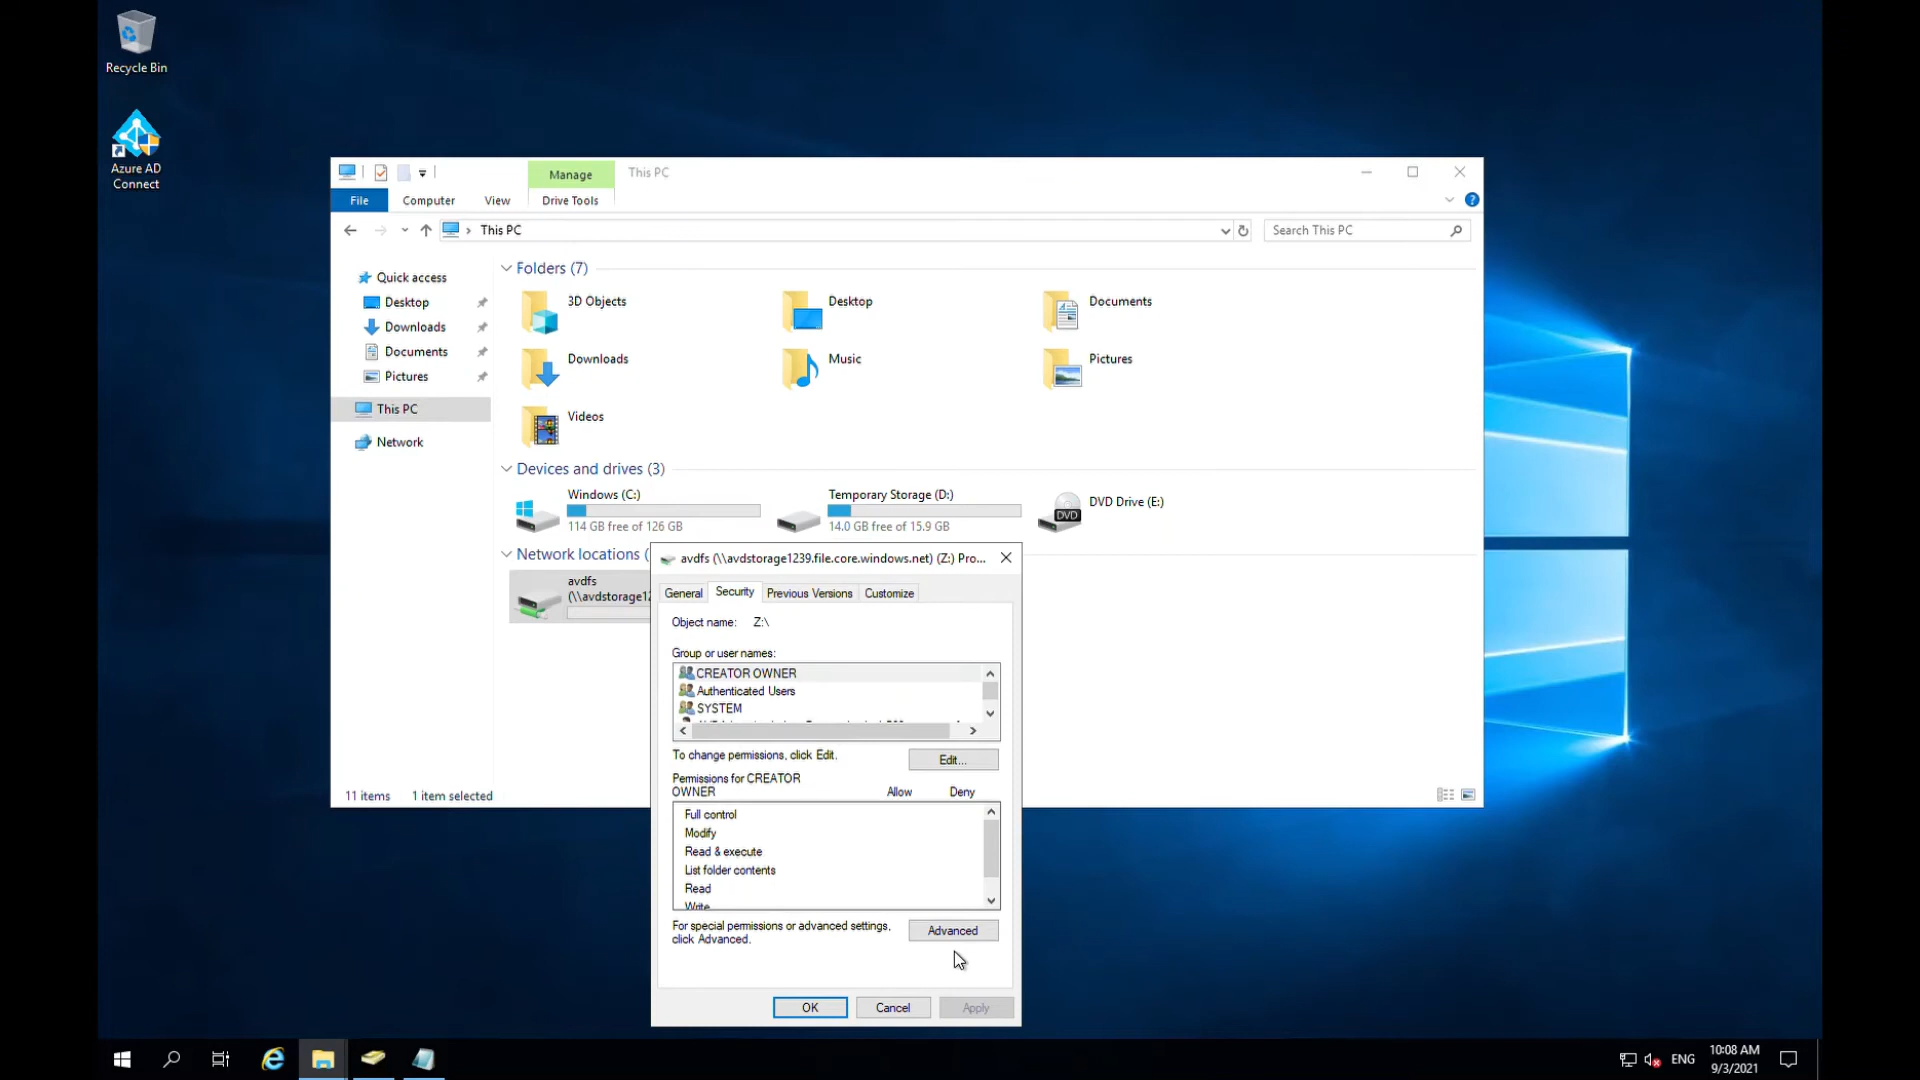 Recycle Bin
Azure AD
Connect
Manage
This PC
File
Computer
View
Drive Tools
This PC
Search This PC
Quick access
Desktop
Downloads
Documents
Pictures
This PC
Network
Folders (7)
3D Objects
Desktop
Documents
Downloads
Music
Pictures
Videos
Devices and drives (3)
Windows (C:)
114 GB free of 126 GB
Temporary Storage (D:)
14.0 GB free of 15.9 GB
DVD
DVD Drive (E:)
Network locations (
avdfs
(\\avdstorage12
11 items
1 item selected
avdfs (\\avdstorage1239.file.core.windows.net) (Z:) Pro...
General
Security
Previous Versions
Customize
Object name: Z:\
Group or user names:
CREATOR OWNER
Authenticated Users
SYSTEM
To change permissions, click Edit.
Edit...
Permissions for CREATOR
OWNER
Allow
Deny
Full control
Modify
Read & execute
List folder contents
Read
Write
For special permissions or advanced settings,
click Advanced.
Advanced
OK
Cancel
Apply
ENG
10:08 AM
9/3/2021